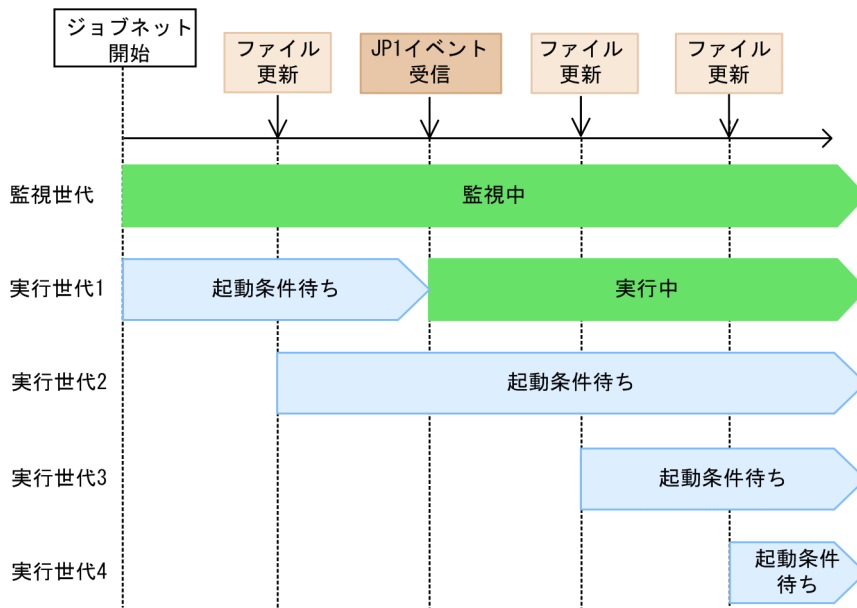 ジョブネット
開始
ファイル
更新
JP1イベント
受信
ファイル
更新
ファイル
更新
監視世代
監視中
実行世代1
起動条件待ち
実行中
実行世代2
起動条件待ち
実行世代3
起動条件待ち
実行世代4
起動条件
待ち